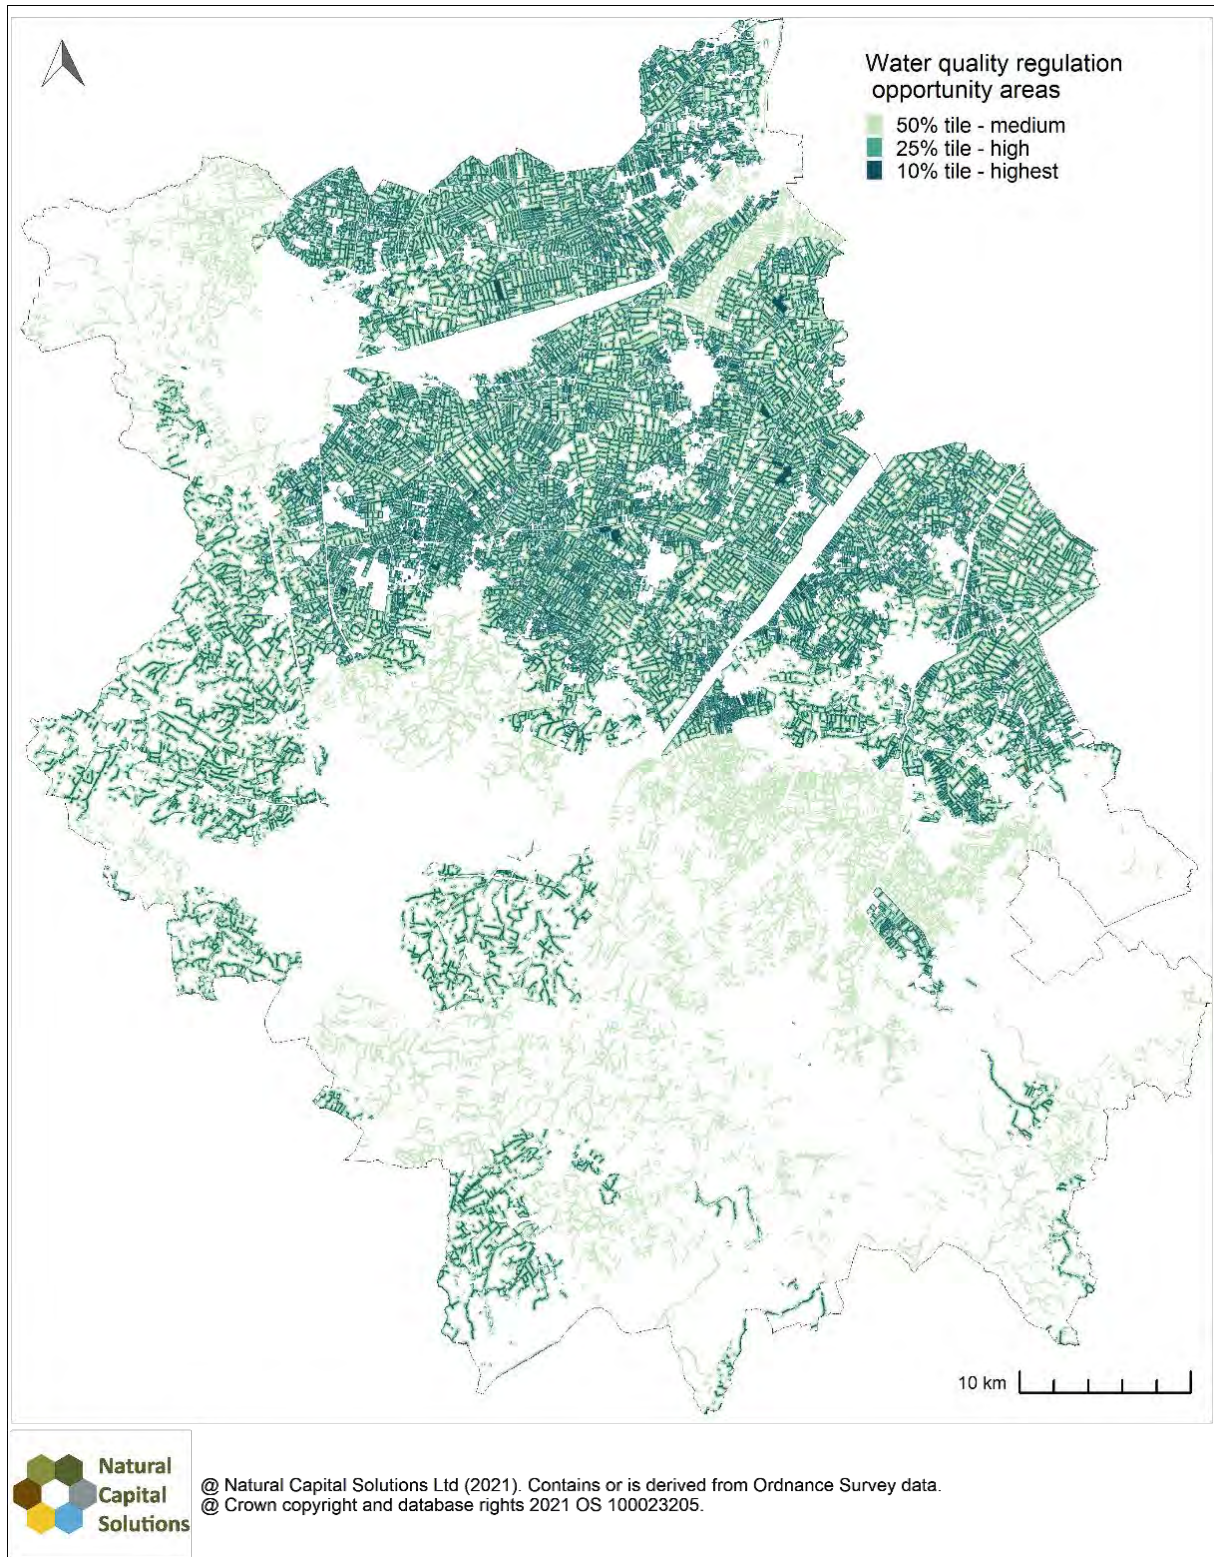 Water quality regulation
opportunity areas
50% tile - medium
25% tile - high
10% tile - highest
10 km
Natural
Capital
Solutions
@ Natural Capital Solutions Ltd (2021). Contains or is derived from Ordnance Survey data.
@ Crown copyright and database rights 2021 OS 100023205.